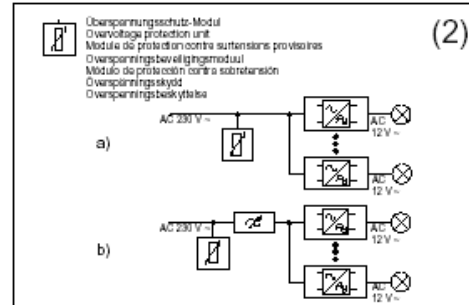 (2)
Überspannungsschutz-Modul
Overvoltage protection unit
Module de protection contre surtensions provisoires
Overspanningsbeveiligingsmoduul
Módulo de protección contra sobretensión
Overspänningsskydd
Overspenningsbeskyttelse
AC 230 V ~
AC
12 V ~
a)
AC
12 V ~
AC 230 V ~
AC
12 V ~
b)
AC
12 V ~